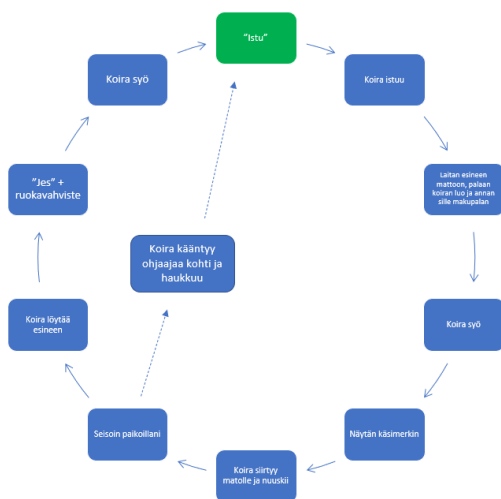 "Istu"
Koira istuu
Laitan esineen
mattoon, palaan
koiran luo ja annan
sille makupalan
Koira syö
Näytän käsimerkin
Koira siirtyy
matolle ja nuuskii
Seisoin paikoillani
Koira löytää
esineen
"Jes" +
ruokavahviste
Koira syö
Koira kääntyy
ohjaajaa kohti ja
haukkuu